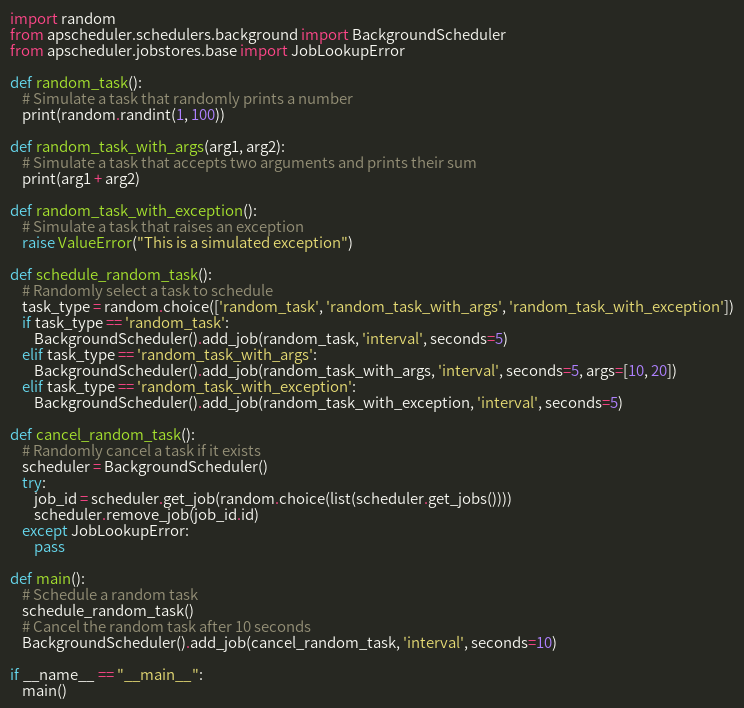 import random
from apscheduler.schedulers.background import BackgroundScheduler
from apscheduler.jobstores.base import JobLookupError

def random_task():
    # Simulate a task that randomly prints a number
    print(random.randint(1, 100))

def random_task_with_args(arg1, arg2):
    # Simulate a task that accepts two arguments and prints their sum
    print(arg1 + arg2)

def random_task_with_exception():
    # Simulate a task that raises an exception
    raise ValueError("This is a simulated exception")

def schedule_random_task():
    # Randomly select a task to schedule
    task_type = random.choice(['random_task', 'random_task_with_args', 'random_task_with_exception'])
    if task_type == 'random_task':
        BackgroundScheduler().add_job(random_task, 'interval', seconds=5)
    elif task_type == 'random_task_with_args':
        BackgroundScheduler().add_job(random_task_with_args, 'interval', seconds=5, args=[10, 20])
    elif task_type == 'random_task_with_exception':
        BackgroundScheduler().add_job(random_task_with_exception, 'interval', seconds=5)

def cancel_random_task():
    # Randomly cancel a task if it exists
    scheduler = BackgroundScheduler()
    try:
        job_id = scheduler.get_job(random.choice(list(scheduler.get_jobs())))
        scheduler.remove_job(job_id.id)
    except JobLookupError:
        pass

def main():
    # Schedule a random task
    schedule_random_task()
    # Cancel the random task after 10 seconds
    BackgroundScheduler().add_job(cancel_random_task, 'interval', seconds=10)

if __name__ == "__main__":
    main()